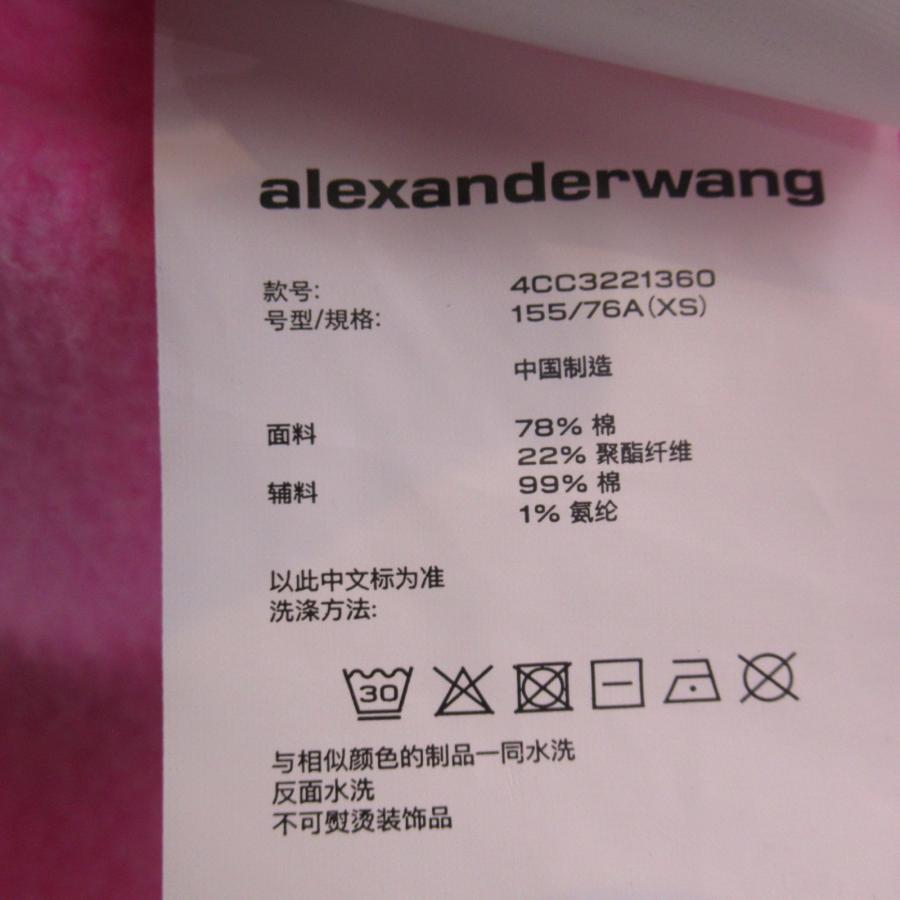 alexanderwang
款号: 4CC3221360
号型/規格: 155/76A(XS)
中国制造
面料 78% 棉
22% 聚酯纤维
辅料 99% 棉
1% 氨纶
以此中文标为准
洗涤方法:
30
与相似颜色的制品一同水洗
反面水洗
不可熨烫装饰品